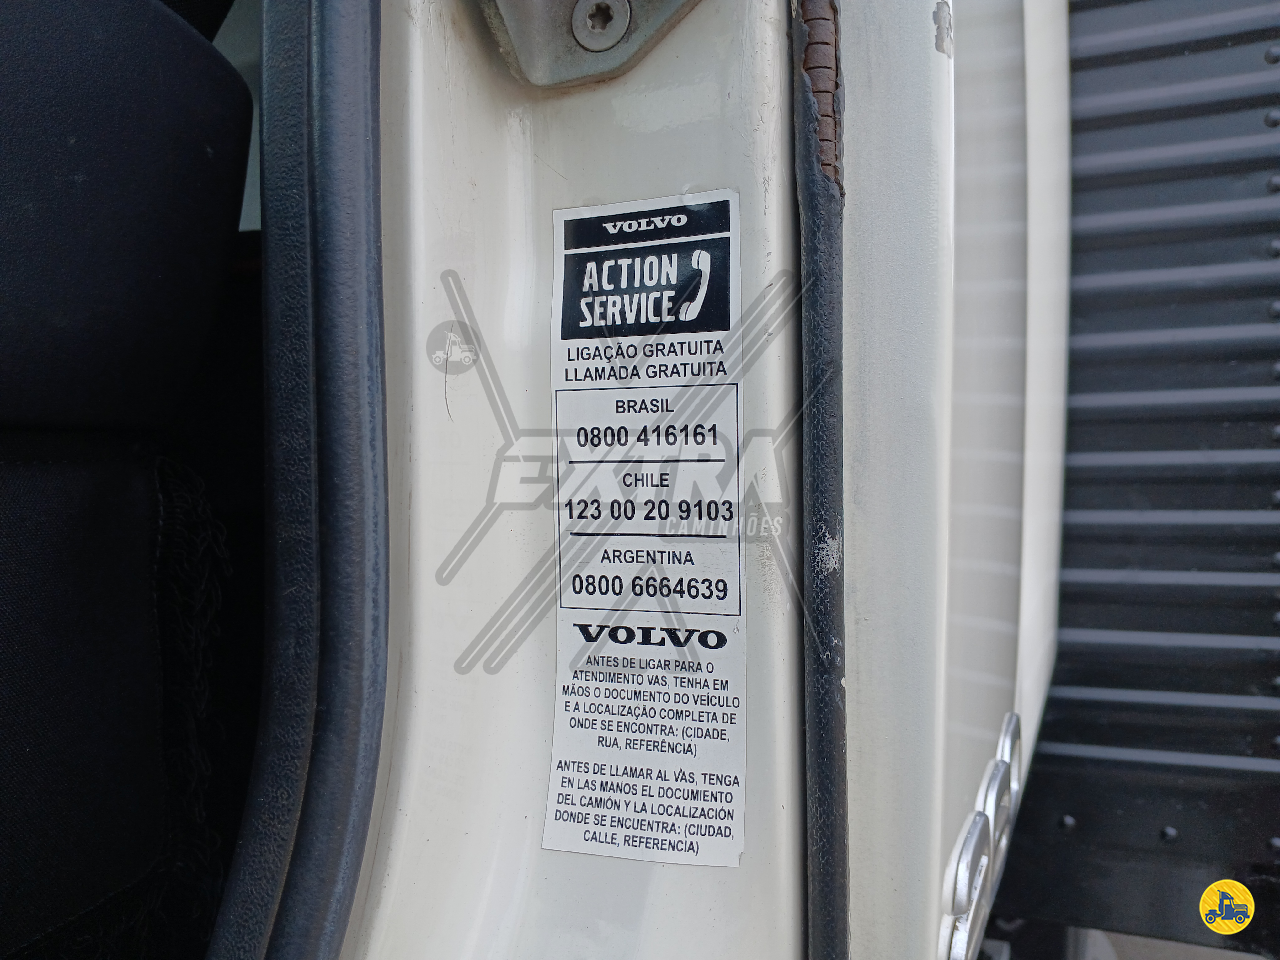 VOLVO
ACTION
SERVICE
LIGAÇÃO GRATUITA
LLAMADA GRATUITA
BRASIL
0800 416161
CHILE
123 00 20 9103
ARGENTINA
0800 6664639
VOLVO
ANTES DE LIGAR PARA O
ATENDIMENTO VAS, TENHA EM
MÃOS O DOCUMENTO DO VEÍCULO
E A LOCALIZAÇÃO COMPLETA DE
ONDE SE ENCONTRA: (CIDADE,
RUA, REFERÊNCIA)
ANTES DE LLAMAR AL VAS, TENGA
EN LAS MANOS EL DOCUMENTO
DEL CAMIÓN Y LA LOCALIZACIÓN
DONDE SE ENCUENTRA: (CIUDAD,
CALLE, REFERENCIA)
EXTRA
CAMINHÕES